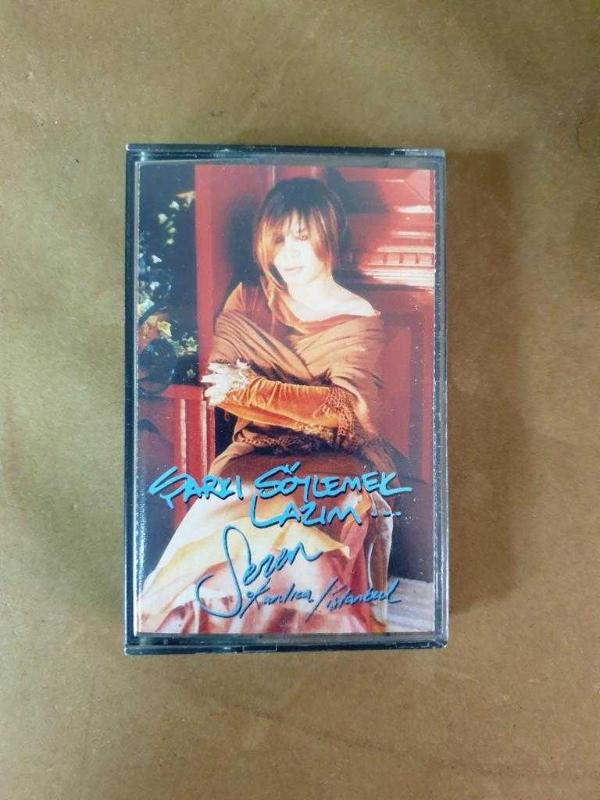 ŞARKI SÖYLEMEK
LAZIM...
Sezen
Kanlıca / İstanbul